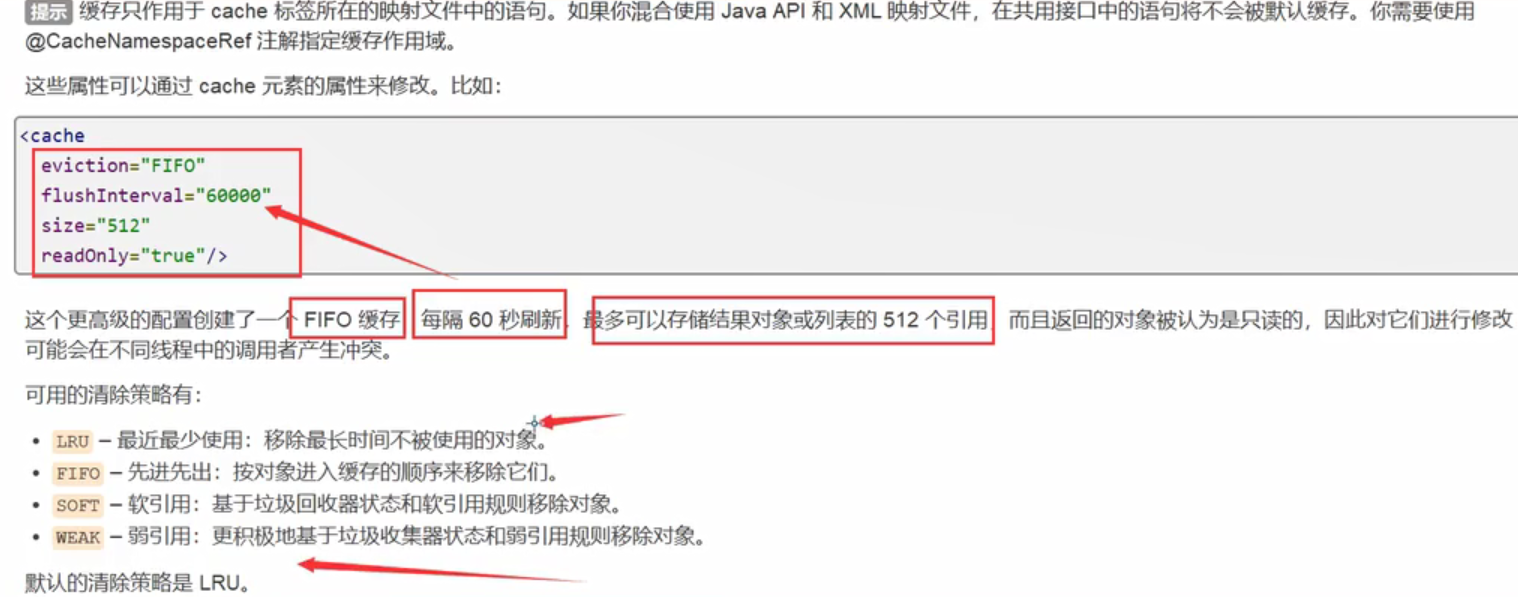 提示 缓存只作用于 cache 标签所在的映射文件中的语句。如果你混合使用 Java API 和 XML 映射文件，在共用接口中的语句将不会被默认缓存。你需要使用
@CacheNamespaceRef 注解指定缓存作用域。
这些属性可以通过 cache 元素的属性来修改。比如：
<cache
eviction="FIFO"
flushInterval="60000"
size="512"
readOnly="true"/>
这个更高级的配置创建了一个 FIFO 缓存，每隔 60 秒刷新，最多可以存储结果对象或列表的 512 个引用，而且返回的对象被认为是只读的，因此对它们进行修改
可能会在不同线程中的调用者产生冲突。
可用的清除策略有：
• LRU – 最近最少使用：移除最长时间不被使用的对象。
• FIFO – 先进先出：按对象进入缓存的顺序来移除它们。
• SOFT – 软引用：基于垃圾回收器状态和软引用规则移除对象。
• WEAK – 弱引用：更积极地基于垃圾收集器状态和弱引用规则移除对象。
默认的清除策略是 LRU。